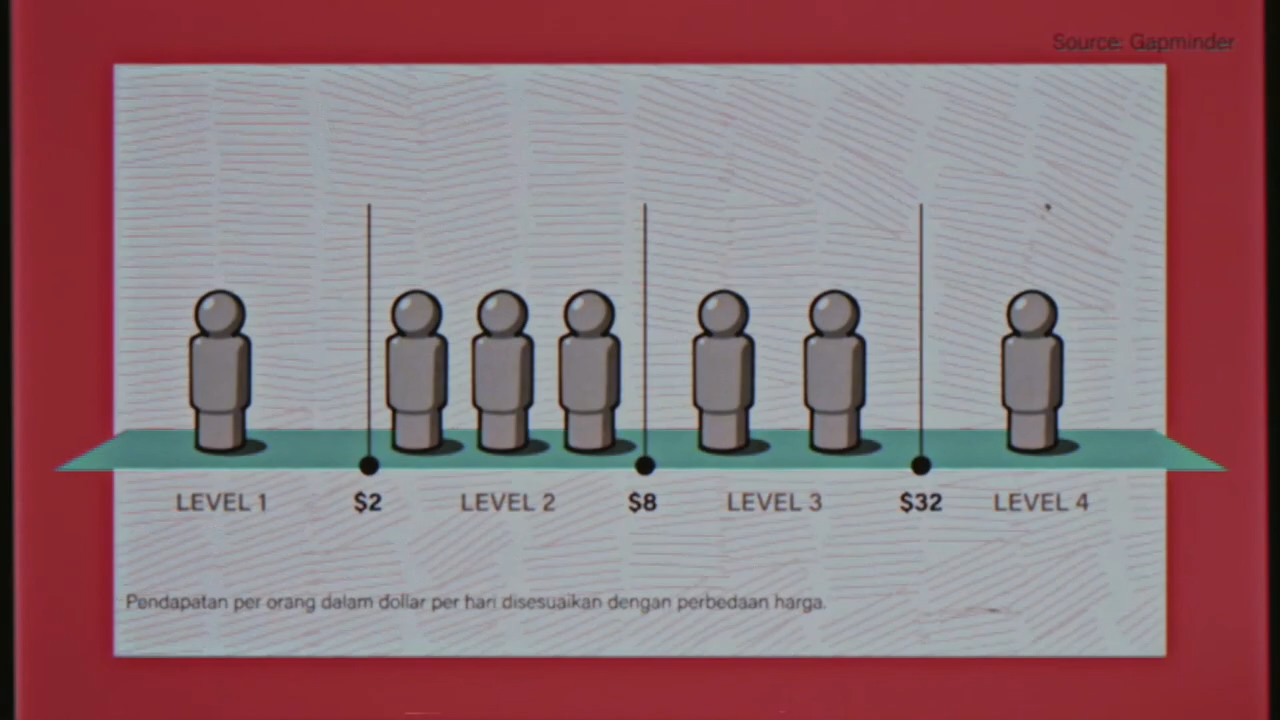 Source: Gapminder
LEVEL 1 $2 LEVEL 2 $8 LEVEL 3 $32 LEVEL 4
Pendapatan per orang dalam dollar per hari disesuaikan dengan perbedaan harga.